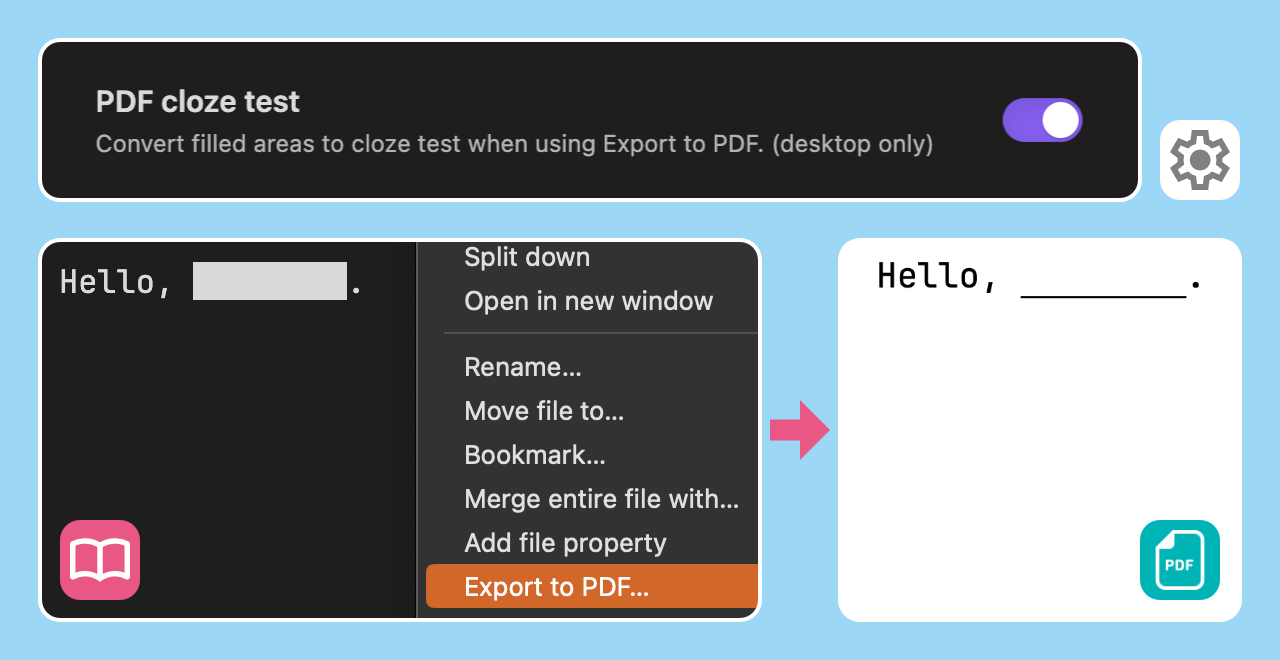 PDF cloze test
Convert filled areas to cloze test when using Export to PDF. (desktop only)
Hello, .
Split down
Open in new window
Rename...
Move file to...
Bookmark...
Merge entire file with...
Add file property
Export to PDF...
Hello, _________.
PDF